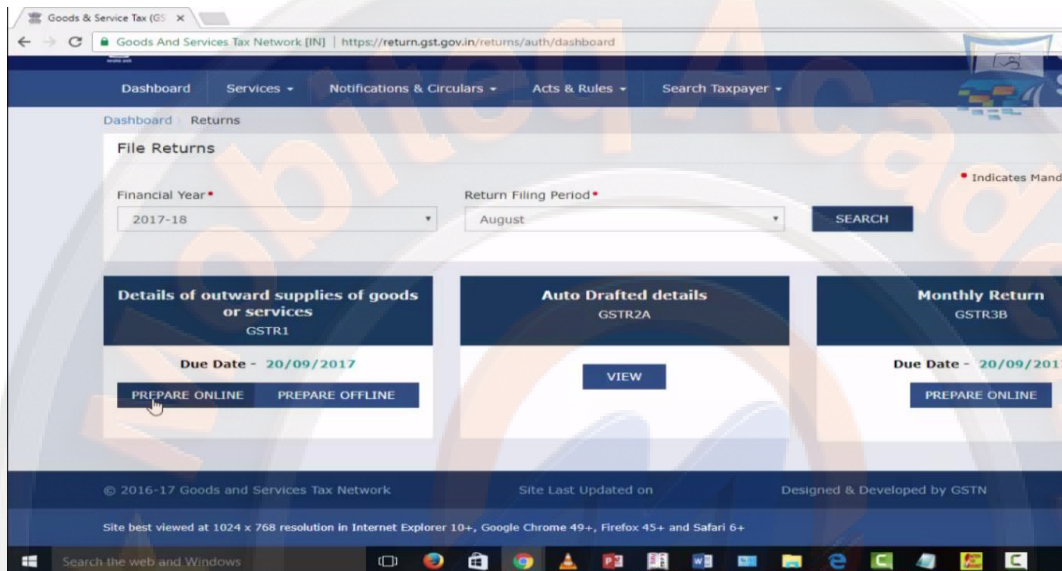 Goods & Service Tax (GS
Goods And Services Tax Network [IN] | https://return.gst.gov.in/returns/auth/dashboard
Dashboard Services Notifications & Circulars Acts & Rules Search Taxpayer
Dashboard Returns
File Returns
• Indicates Mand
Financial Year• Return Filing Period•
2017-18 August SEARCH
Details of outward supplies of goods or services
GSTR1
Due Date - 20/09/2017
PREPARE ONLINE PREPARE OFFLINE
Auto Drafted details
GSTR2A
VIEW
Monthly Return
GSTR3B
Due Date - 20/09/201
PREPARE ONLINE
© 2016-17 Goods and Services Tax Network Site Last Updated on Designed & Developed by GSTN
Site best viewed at 1024 x 768 resolution in Internet Explorer 10+, Google Chrome 49+, Firefox 45+ and Safari 6+
Search the web and Windows
Mobiteq Acad